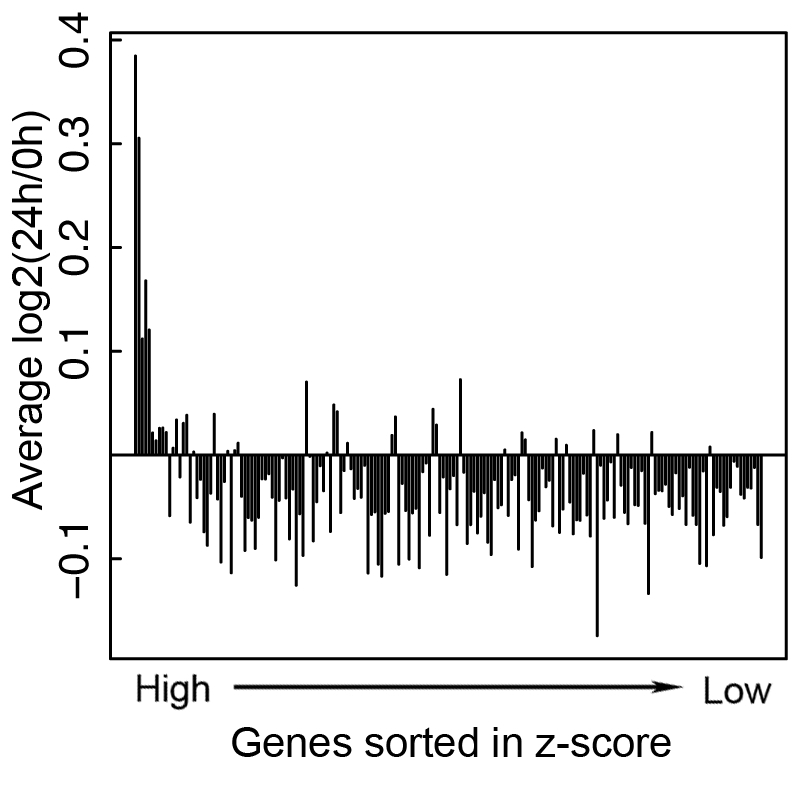 Average log2(24h/0h)
0.4
0.3
0.2
0.1
−0.1
High
Low
Genes sorted in z-score